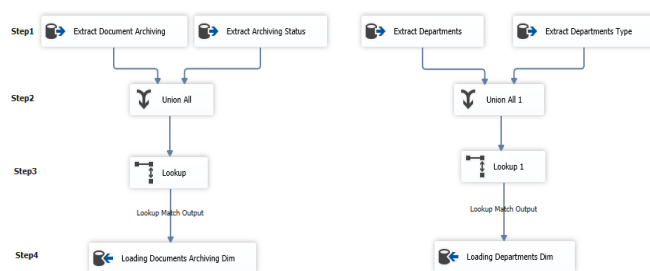 Step1 Extract Document Archiving Extract Archiving Status Extract Departments Extract Departments Type
Step2 Union All Union All 1
Step3 Lookup Lookup 1
Lookup Match Output Lookup Match Output
Step4 Loading Documents Archiving Dim Loading Departments Dim